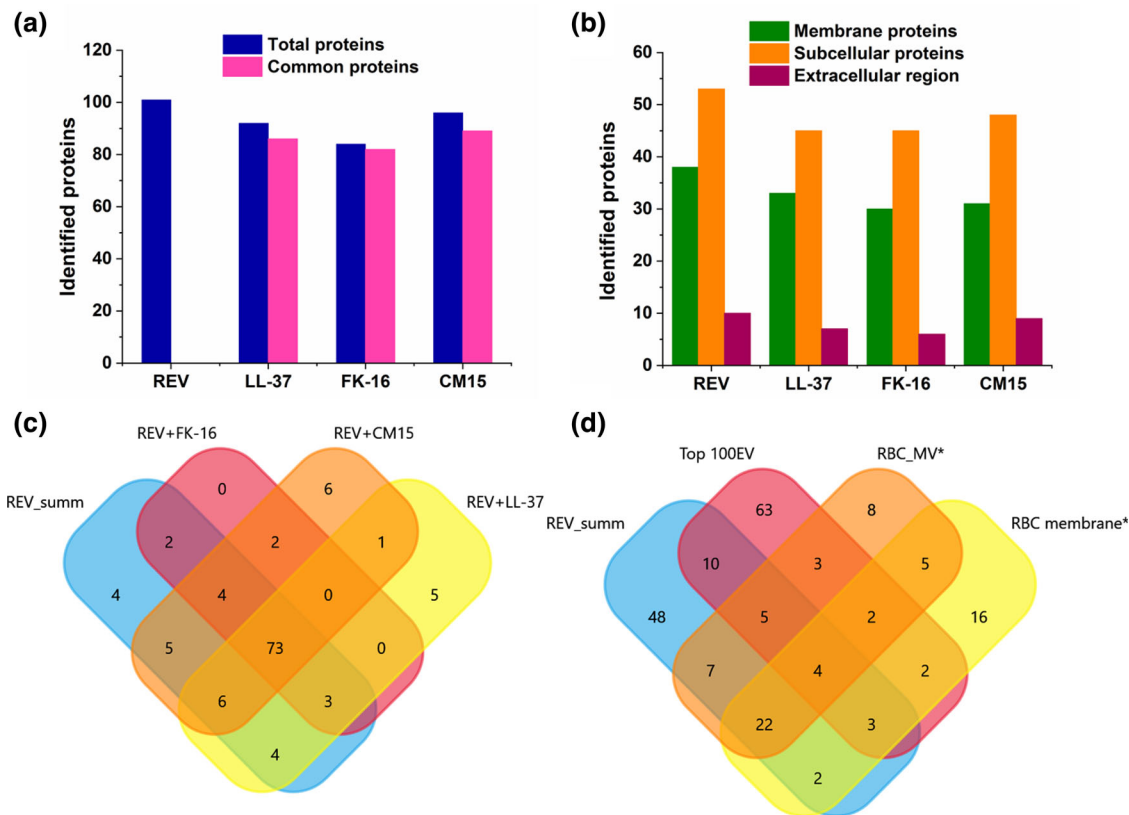 (a)
Total proteins
Common proteins
Identified proteins
120
100
80
60
40
20
0
REV LL-37 FK-16 CM15
(b)
Membrane proteins
Subcellular proteins
Extracellular region
Identified proteins
60
50
40
30
20
10
0
REV LL-37 FK-16 CM15
(c)
REV+FK-16 REV+CM15
REV_summ REV+LL-37
0 6
2 2 1
4 4 0 5
5 73 0
6 3
4
(d)
Top 100EV RBC_MV*
REV_summ RBC membrane*
63 8
10 3 5
48 5 2 16
7 4 2
22 3
2